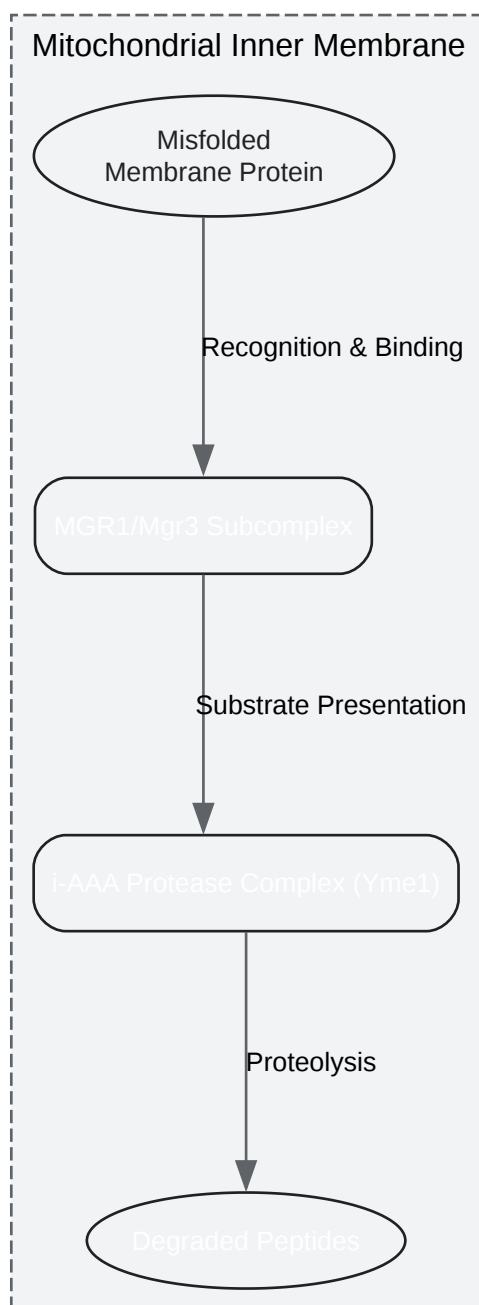 Mitochondrial Inner Membrane
Misfolded
Membrane Protein
Recognition & Binding
MGR1/Mgr3 Subcomplex
Substrate Presentation
i-AAA Protease Complex (Yme1)
Proteolysis
Degraded Peptides